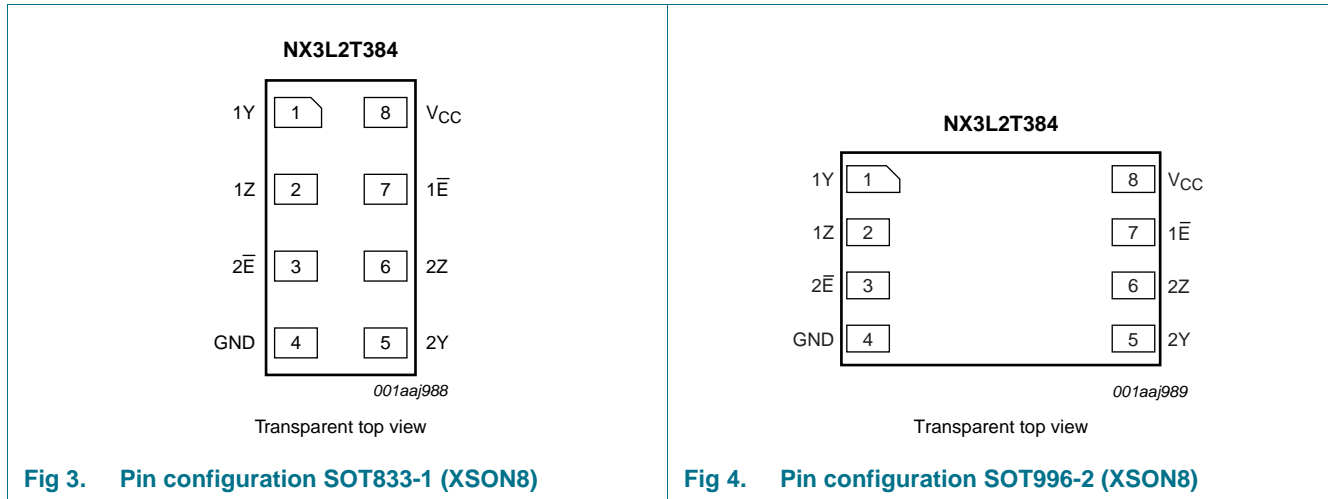 NX3L2T384
1Y 1 8 VCC
1Z 2 7 1E̅
2E̅ 3 6 2Z
GND 4 5 2Y
001aaj988
Transparent top view
Fig 3. Pin configuration SOT833-1 (XSON8)
NX3L2T384
1Y 1 8 VCC
1Z 2 7 1E̅
2E̅ 3 6 2Z
GND 4 5 2Y
001aaj989
Transparent top view
Fig 4. Pin configuration SOT996-2 (XSON8)